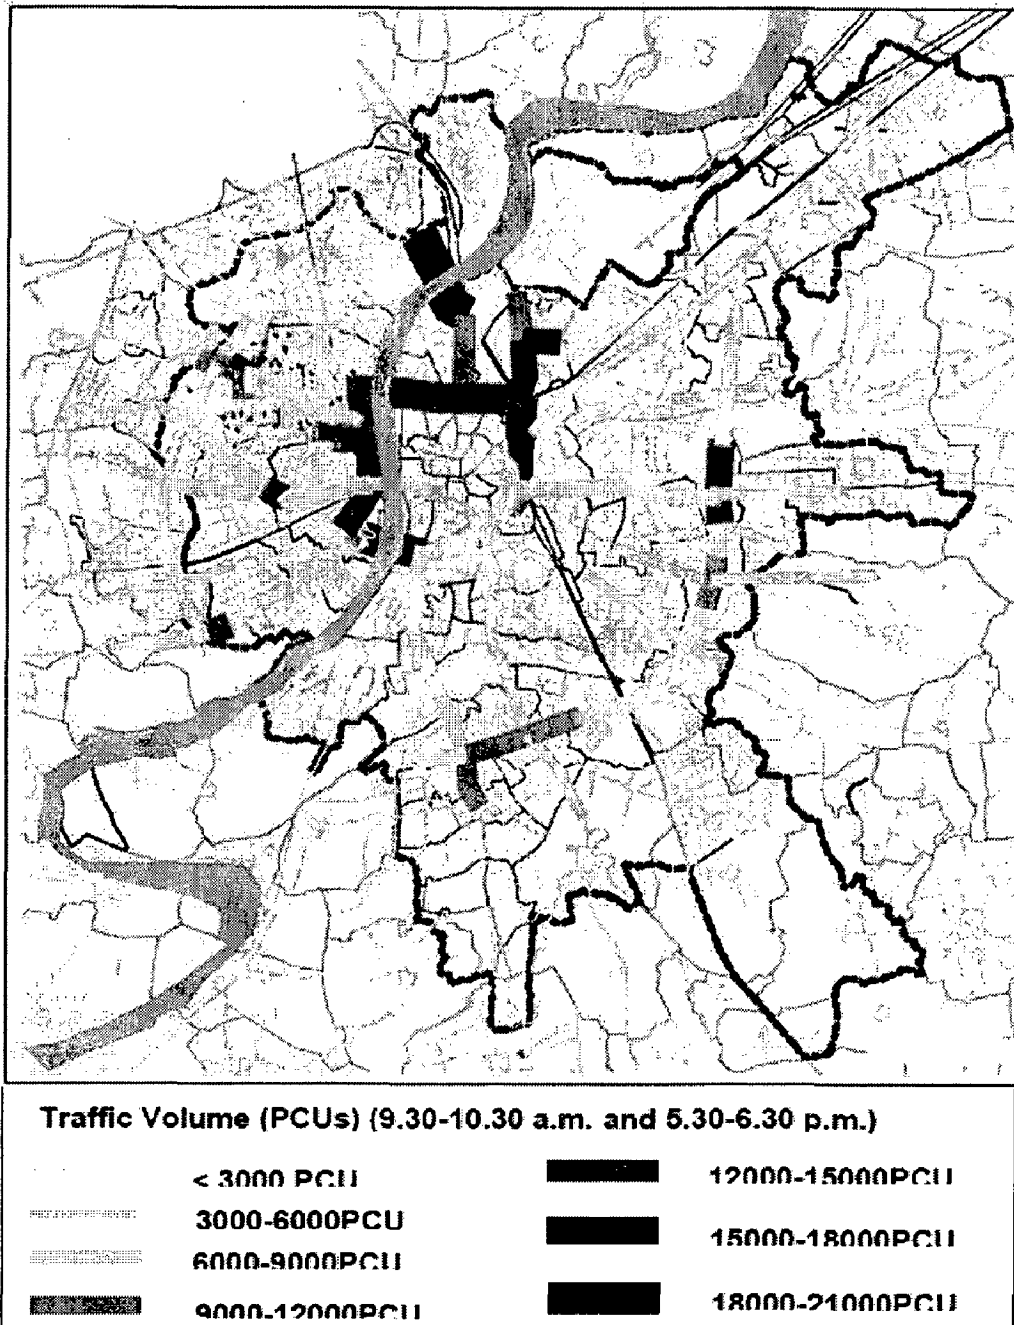 Traffic Volume (PCUs) (9.30-10.30 a.m. and 5.30-6.30 p.m.)
< 3000 PCU
3000-6000PCU
6000-9000PCU
9000-12000PCU
12000-15000PCU
15000-18000PCU
18000-21000PCU